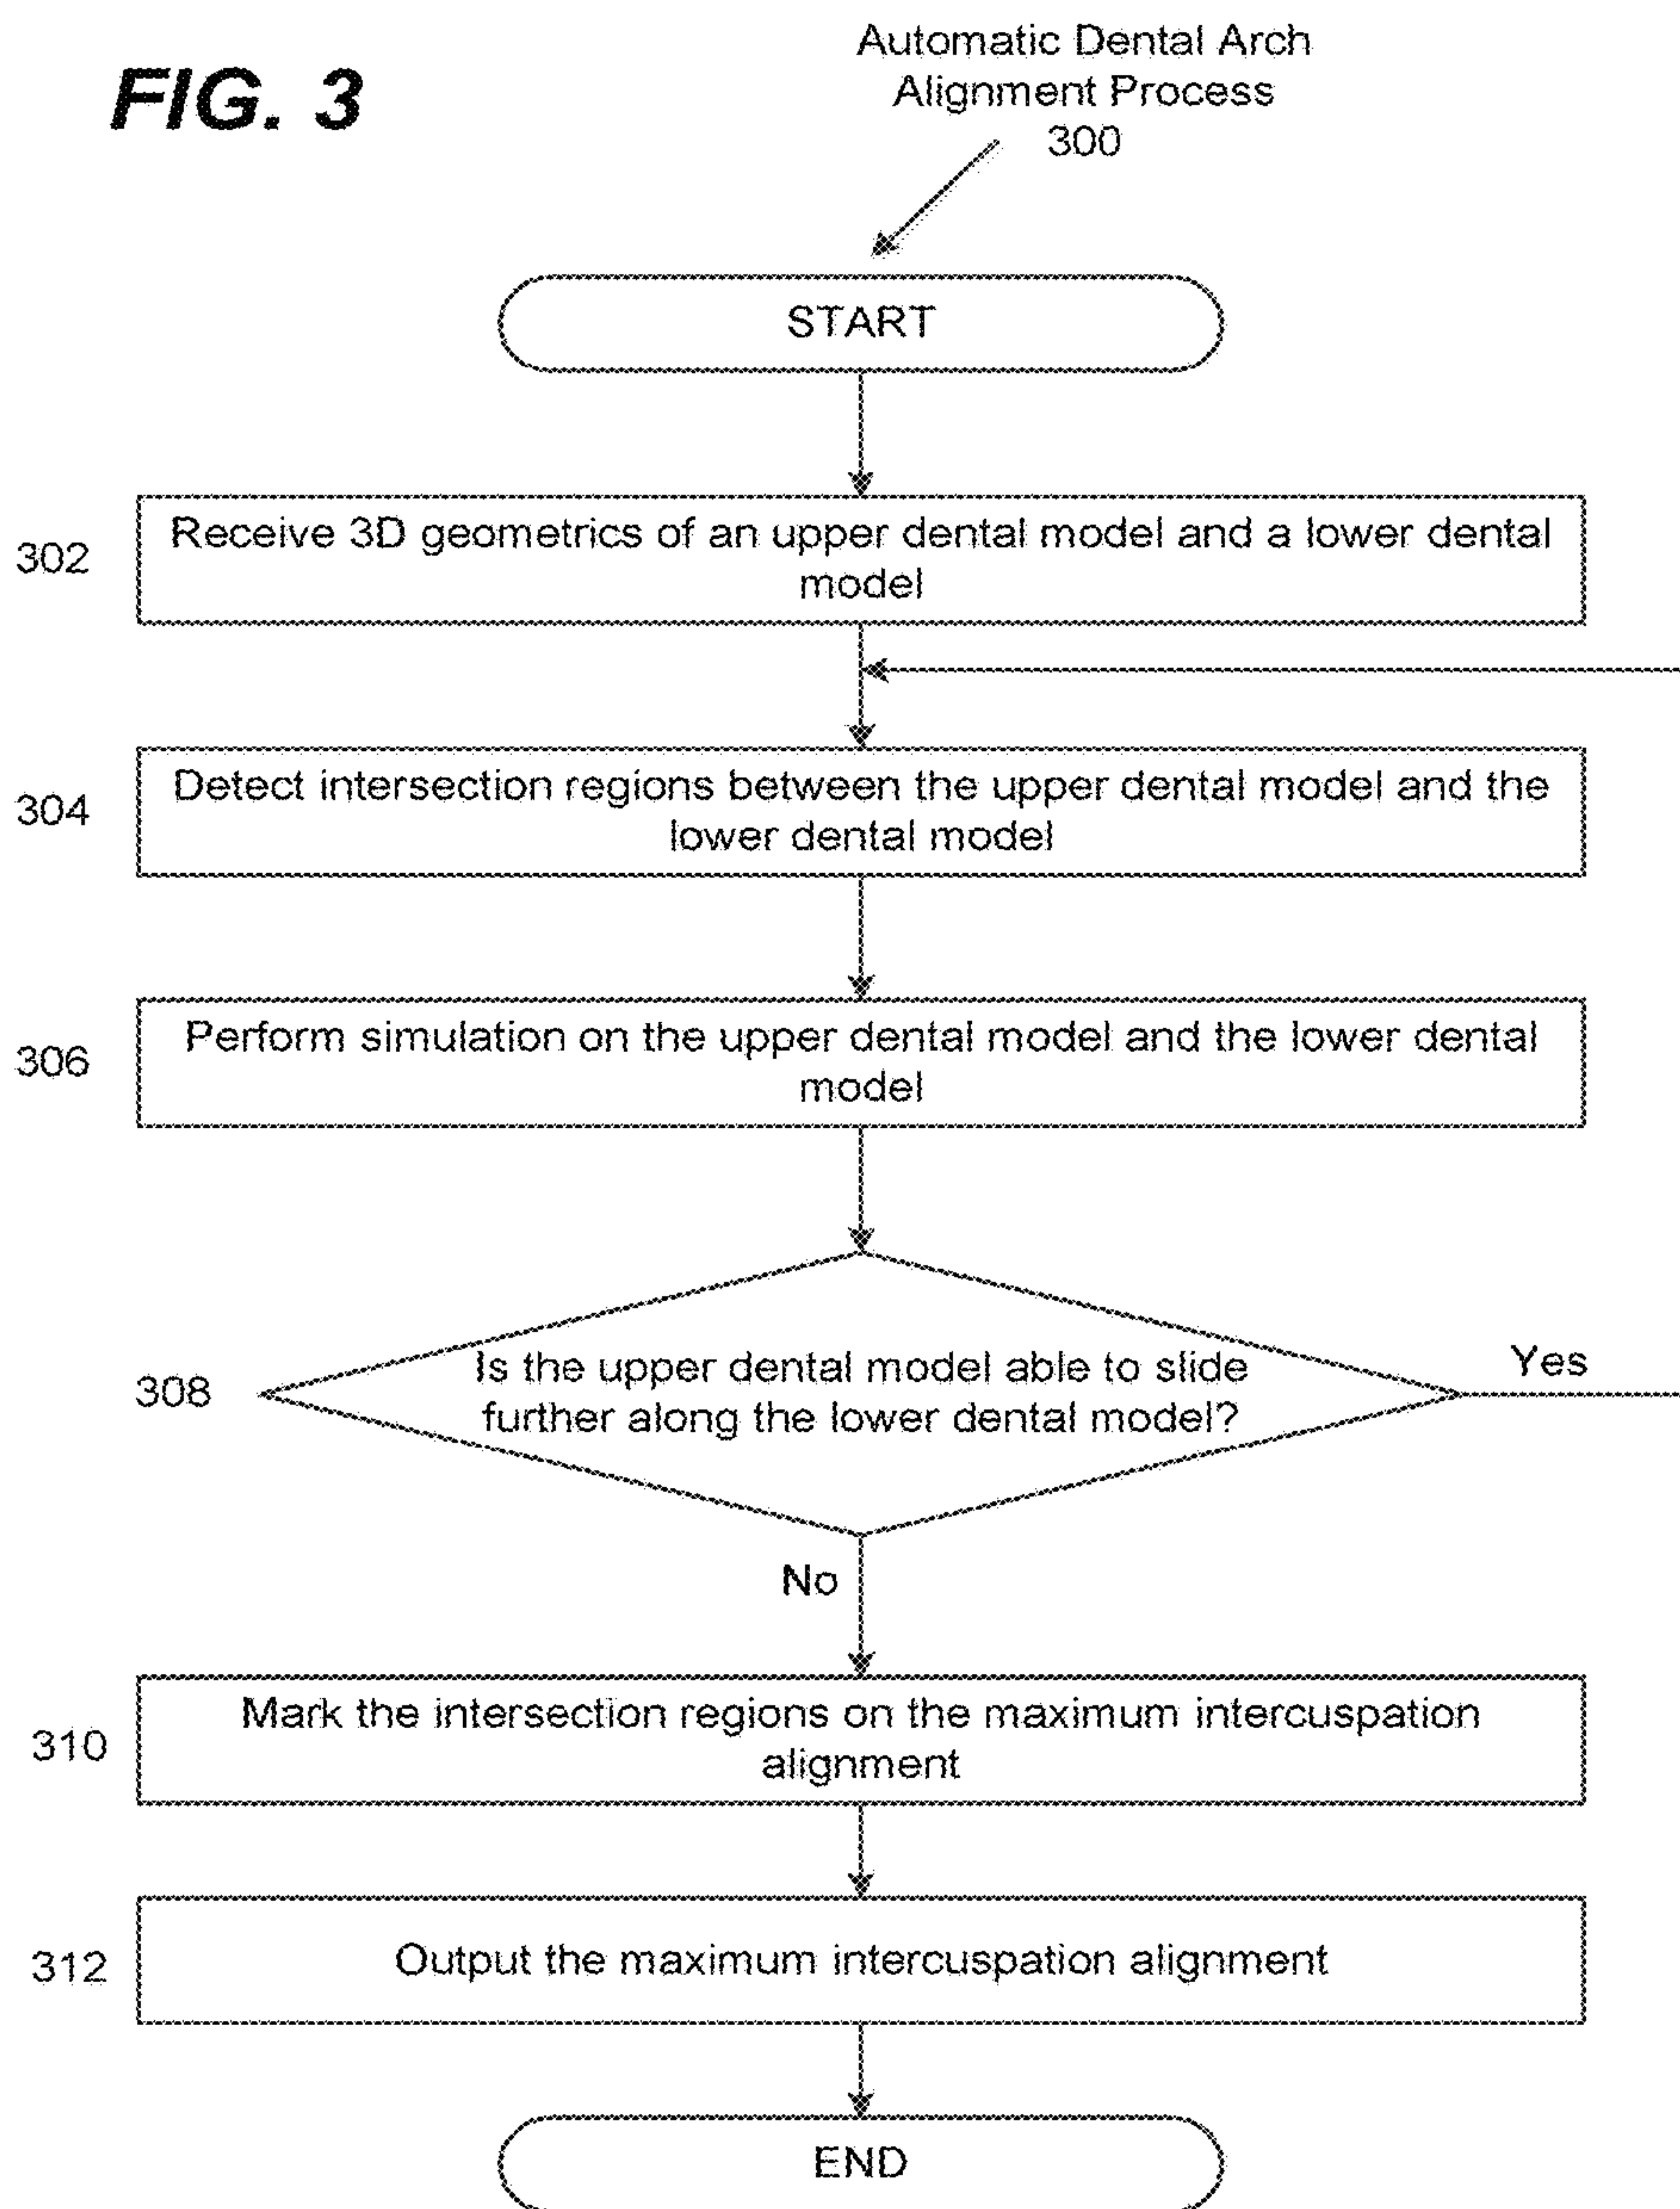 FIG. 3
Automatic Dental Arch
Alignment Process
300
START
302
Receive 3D geometrics of an upper dental model and a lower dental
model
304
Detect intersection regions between the upper dental model and the
lower dental model
306
Perform simulation on the upper dental model and the lower dental
model
308
Is the upper dental model able to slide
further along the lower dental model?
Yes
No
310
Mark the intersection regions on the maximum intercuspation
alignment
312
Output the maximum intercuspation alignment
END